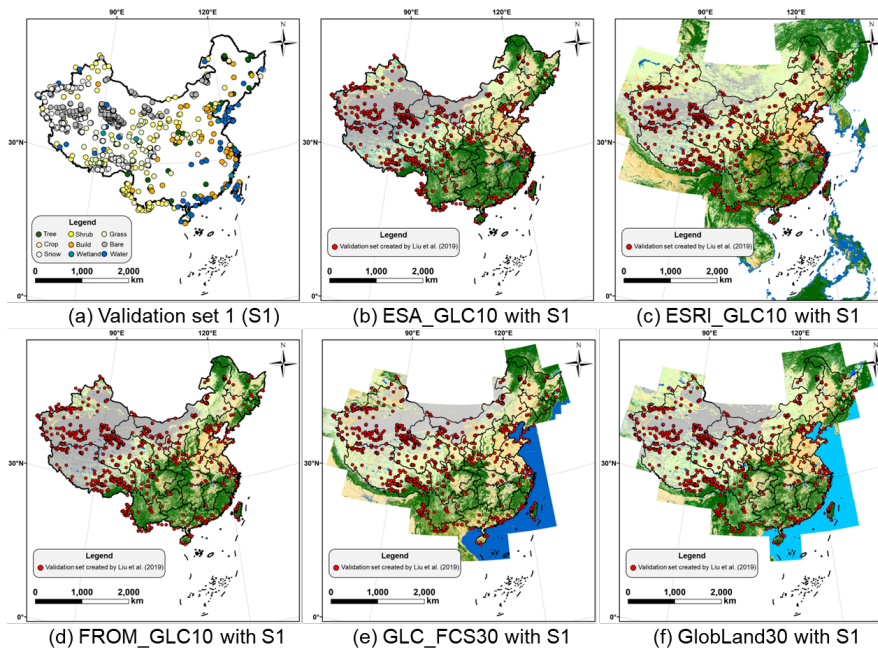 90°E
120°E
N
30°N
0°
Legend
Tree Shrub Grass
Crop Build Bare
Snow Wetland Water
0 1,000 2,000
km
(a) Validation set 1 (S1)
90°E
120°E
N
30°N
0°
Legend
Validation set created by Liu et al. (2019)
0 1,000 2,000
km
(b) ESA_GLC10 with S1
90°E
120°E
N
30°N
0°
Legend
Validation set created by Liu et al. (2019)
0 1,000 2,000
km
(c) ESRI_GLC10 with S1
90°E
120°E
N
30°N
0°
Legend
Validation set created by Liu et al. (2019)
0 1,000 2,000
km
(d) FROM_GLC10 with S1
90°E
120°E
N
30°N
0°
Legend
Validation set created by Liu et al. (2019)
0 1,000 2,000
km
(e) GLC_FCS30 with S1
90°E
120°E
N
30°N
0°
Legend
Validation set created by Liu et al. (2019)
0 1,000 2,000
km
(f) GlobLand30 with S1